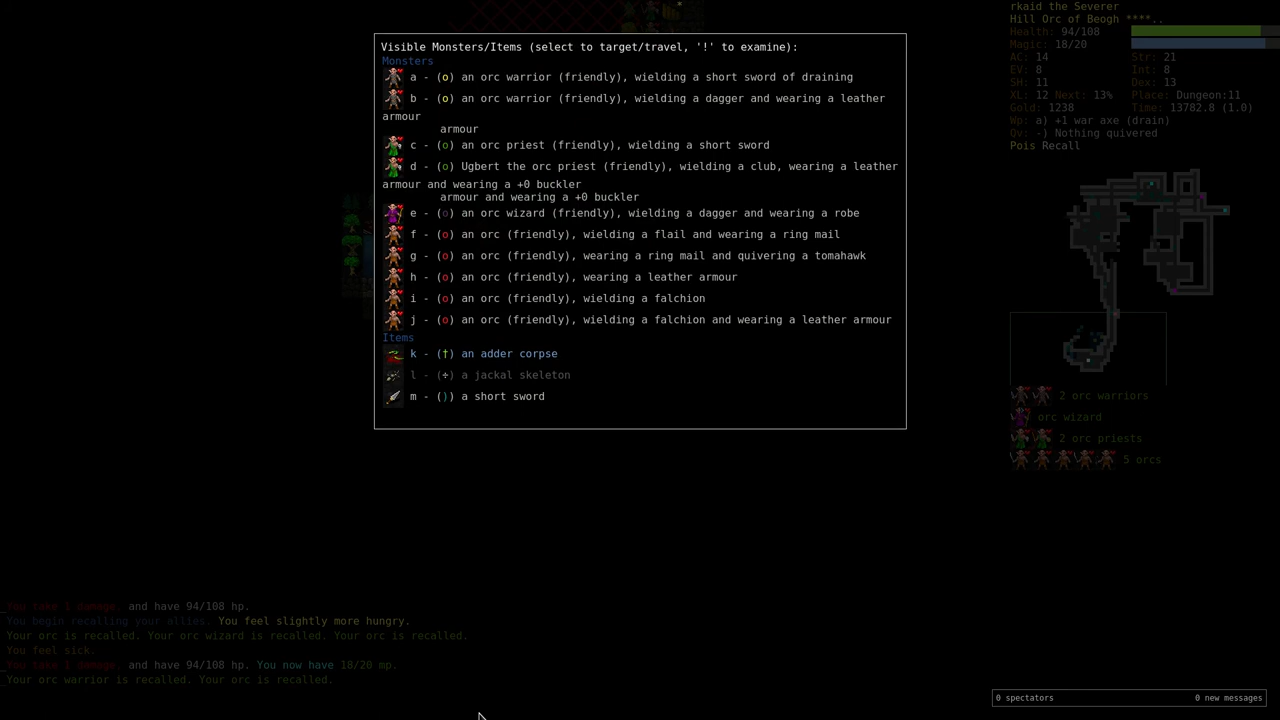 rkaid the Severer
Hill Orc of Beogh ****..
Health: 94/108
Magic: 18/20
AC: 14 Str: 21
EV: 8 Int: 8
SH: 11 Dex: 13
XL: 12 Next: 13% Place: Dungeon:11
Gold: 1238 Time: 13782.8 (1.0)
Wp: a) +1 war axe (drain)
Qv: -) Nothing quivered
Pois Recall
Visible Monsters/Items (select to target/travel, '!' to examine):
Monsters
a - (o) an orc warrior (friendly), wielding a short sword of draining
b - (o) an orc warrior (friendly), wielding a dagger and wearing a leather
armour
armour
c - (o) an orc priest (friendly), wielding a short sword
d - (o) Ugbert the orc priest (friendly), wielding a club, wearing a leather
armour and wearing a +0 buckler
armour and wearing a +0 buckler
e - (o) an orc wizard (friendly), wielding a dagger and wearing a robe
f - (o) an orc (friendly), wielding a flail and wearing a ring mail
g - (o) an orc (friendly), wearing a ring mail and quivering a tomahawk
h - (o) an orc (friendly), wearing a leather armour
i - (o) an orc (friendly), wielding a falchion
j - (o) an orc (friendly), wielding a falchion and wearing a leather armour
Items
k - (†) an adder corpse
l - (÷) a jackal skeleton
m - ()) a short sword
2 orc warriors
orc wizard
2 orc priests
5 orcs
_You take 1 damage, and have 94/108 hp.
You begin recalling your allies. You feel slightly more hungry.
Your orc is recalled. Your orc wizard is recalled. Your orc is recalled.
You feel sick.
_You take 1 damage, and have 94/108 hp. You now have 18/20 mp.
_Your orc warrior is recalled. Your orc is recalled.
0 spectators 0 new messages